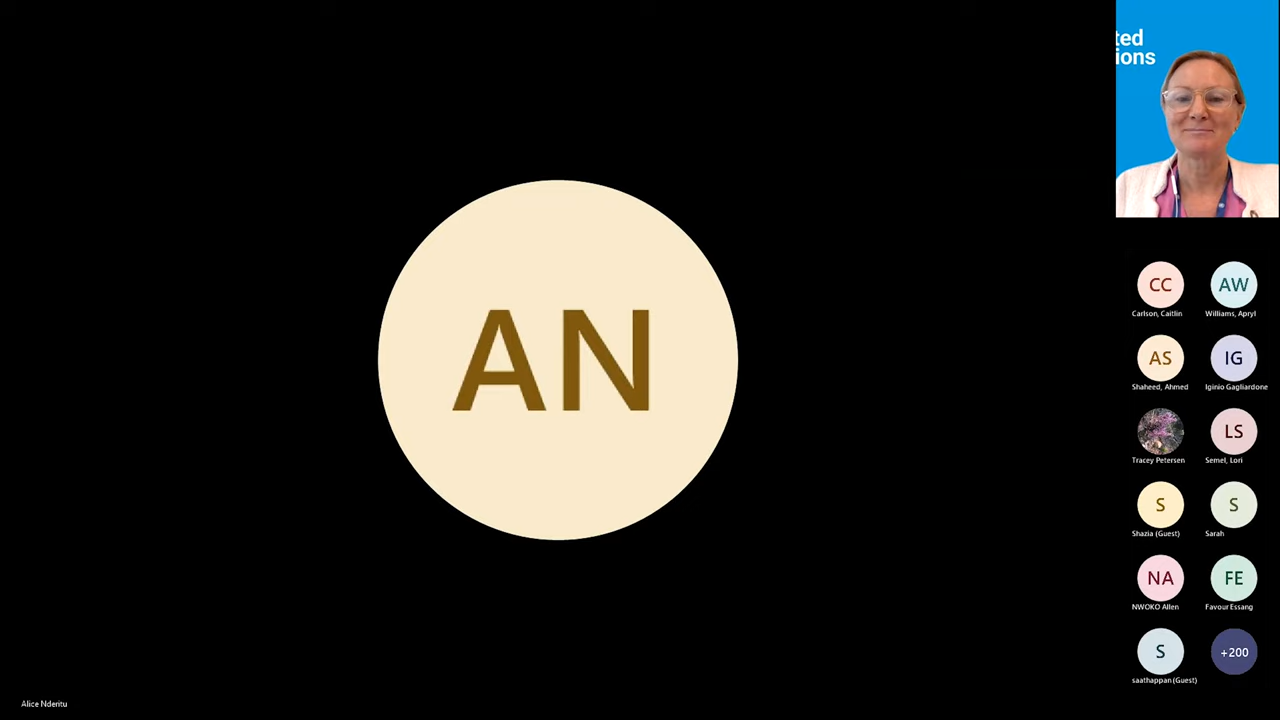 ted
ions
AN
CC
AW
Carlson, Caitlin
Williams, Apryl
AS
IG
Shaheed, Ahmed
Iginio Gagliardone
LS
Tracey Petersen
Semel, Lori
S
S
Shazia (Guest)
Sarah
NA
FE
NWOKO Allen
Favour Essang
S
+200
saathappan (Guest)
Alice Nderitu